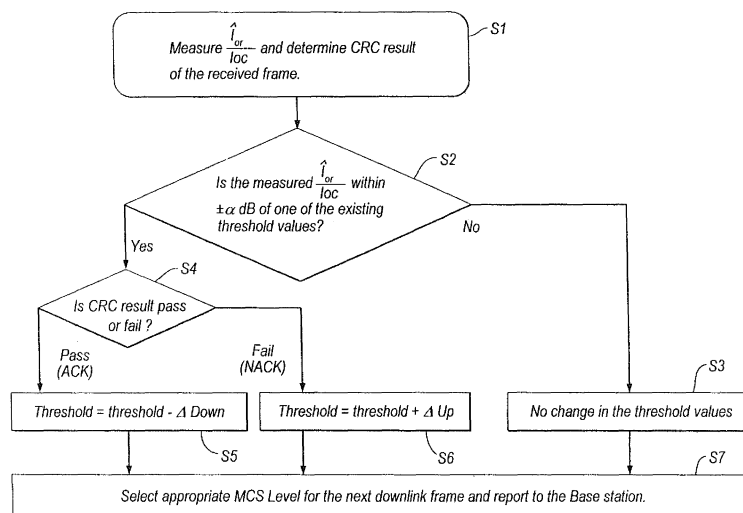 S1
Measure Îor/Ioc and determine CRC result
of the received frame.
S2
Is the measured Îor/Ioc within
±α dB of one of the existing
threshold values?
Yes
No
S4
Is CRC result pass
or fail ?
Pass
(ACK)
Fail
(NACK)
S3
Threshold = threshold - Δ Down
Threshold = threshold + Δ Up
No change in the threshold values
S5
S6
S7
Select appropriate MCS Level for the next downlink frame and report to the Base station.